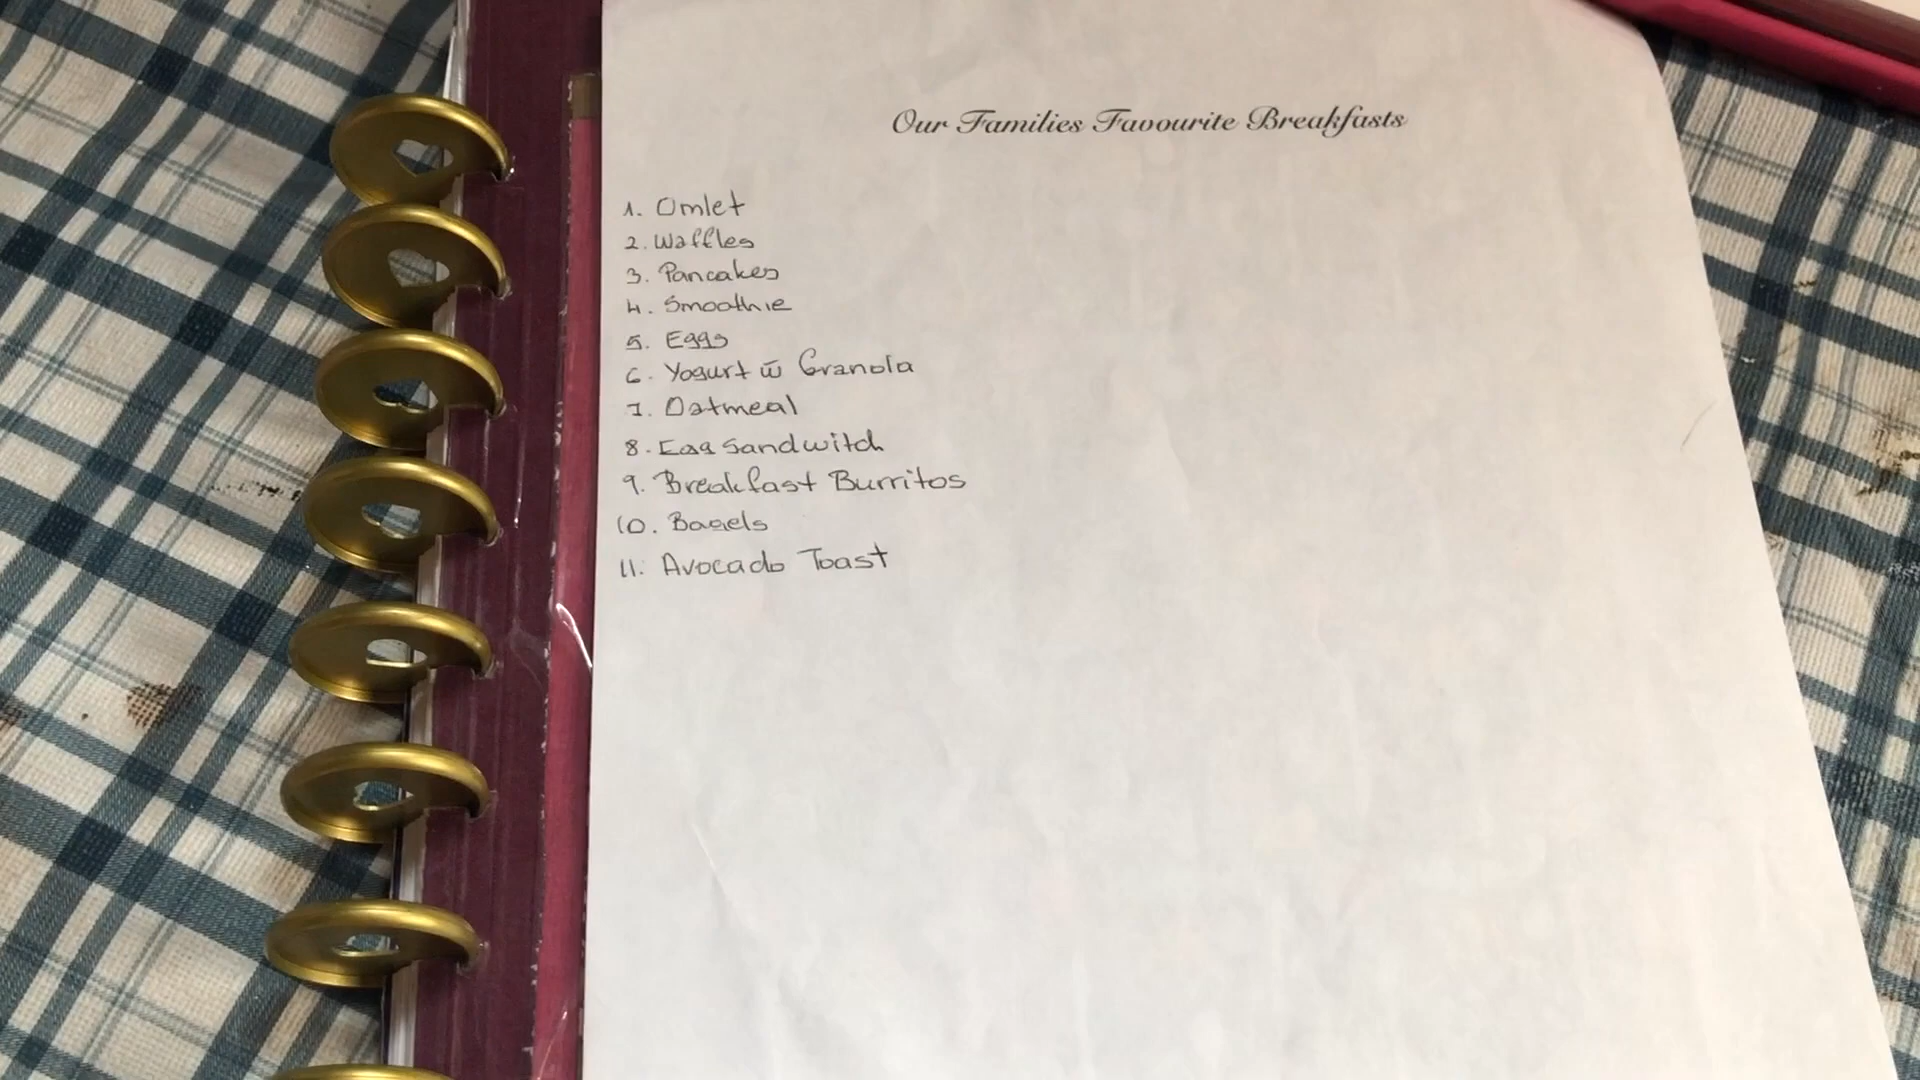 Our Families Favourite Breakfasts
1. Omlet
2. Waffles
3. Pancakes
4. Smoothie
5. Eggs
6. Yogurt w̄ Granola
7. Oatmeal
8. Egg Sandwitch
9. Breakfast Burritos
10. Bagels
11. Avocado Toast